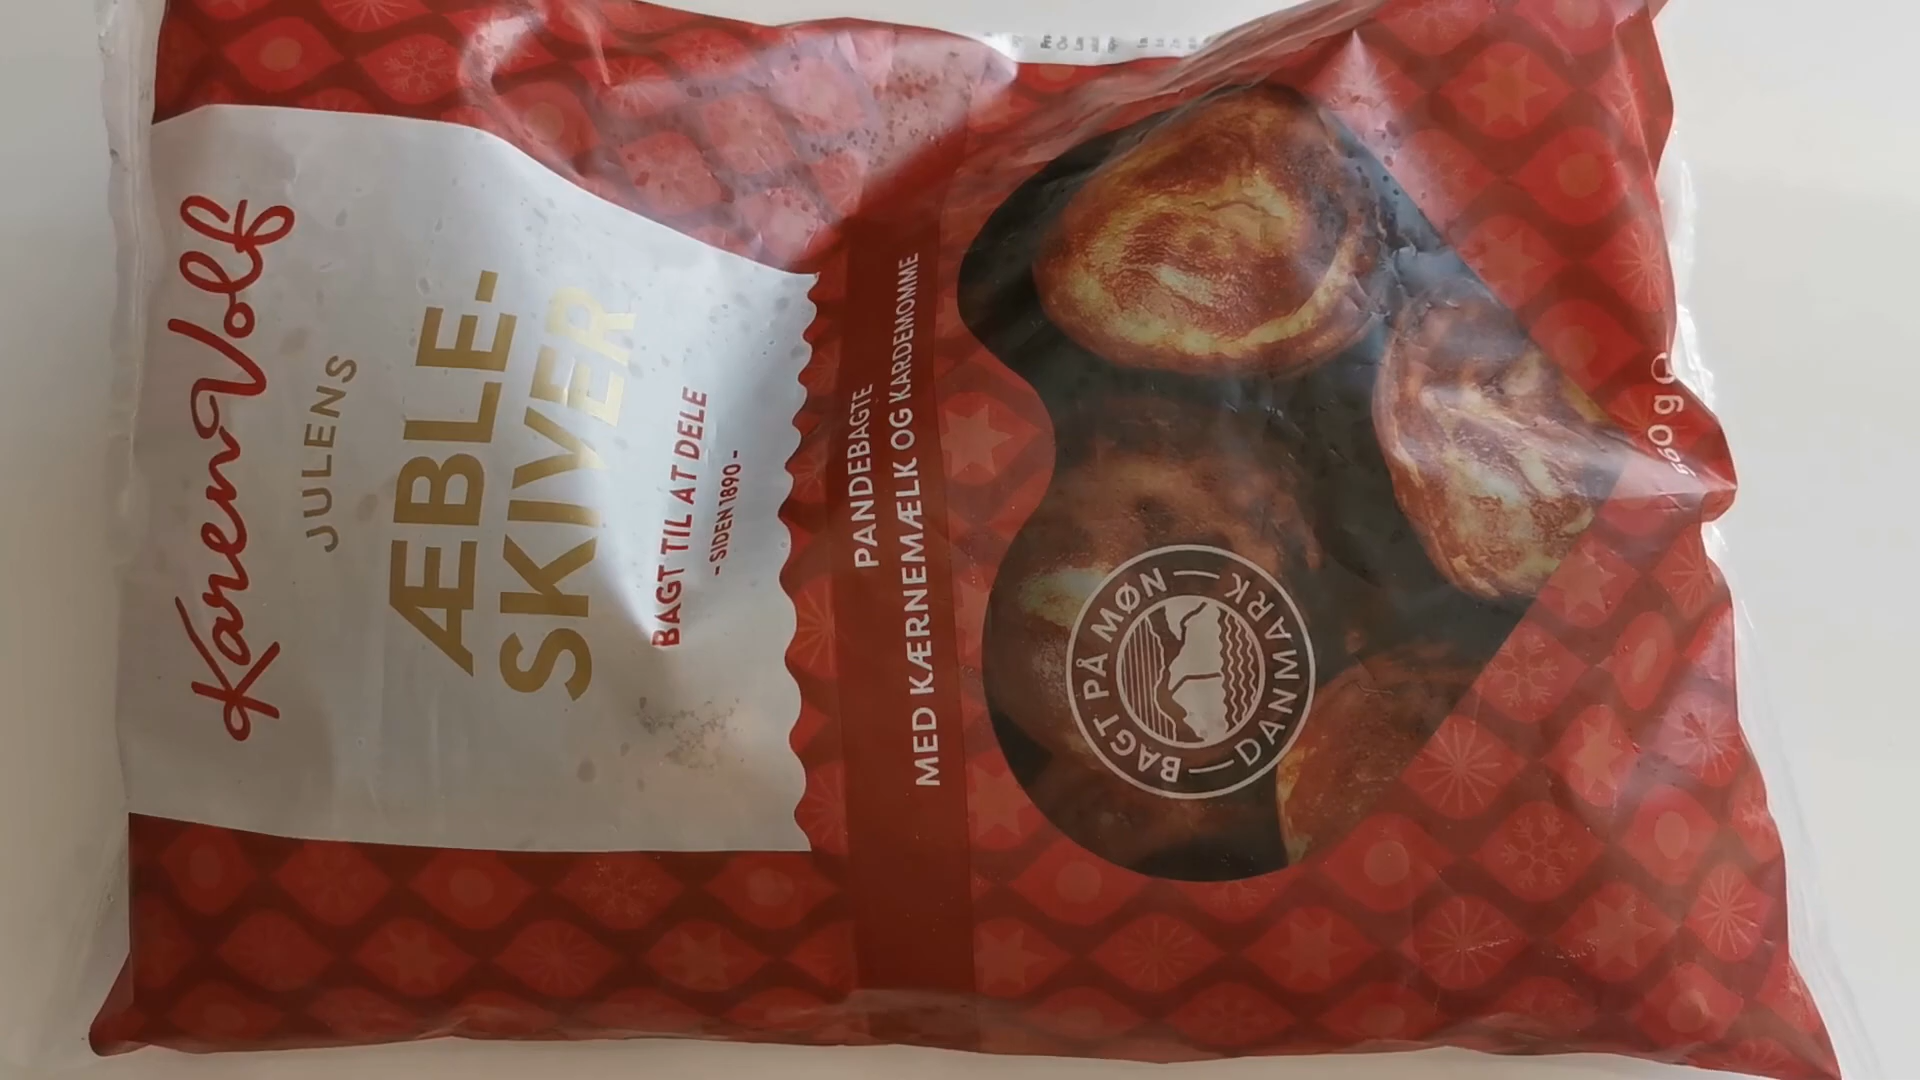 Karen Volf
JULENS
ÆBLE-
SKIVER
BAGT TIL AT DELE
- SIDEN 1890 -
PANDEBAGTE
MED KÆRNEMÆLK OG KARDEMOMME
BAGT PÅ MØN
DANMARK
560 g e